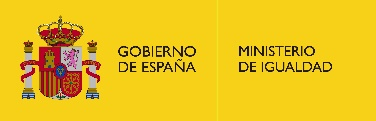 GOBIERNO
DE ESPAÑA
MINISTERIO
DE IGUALDAD